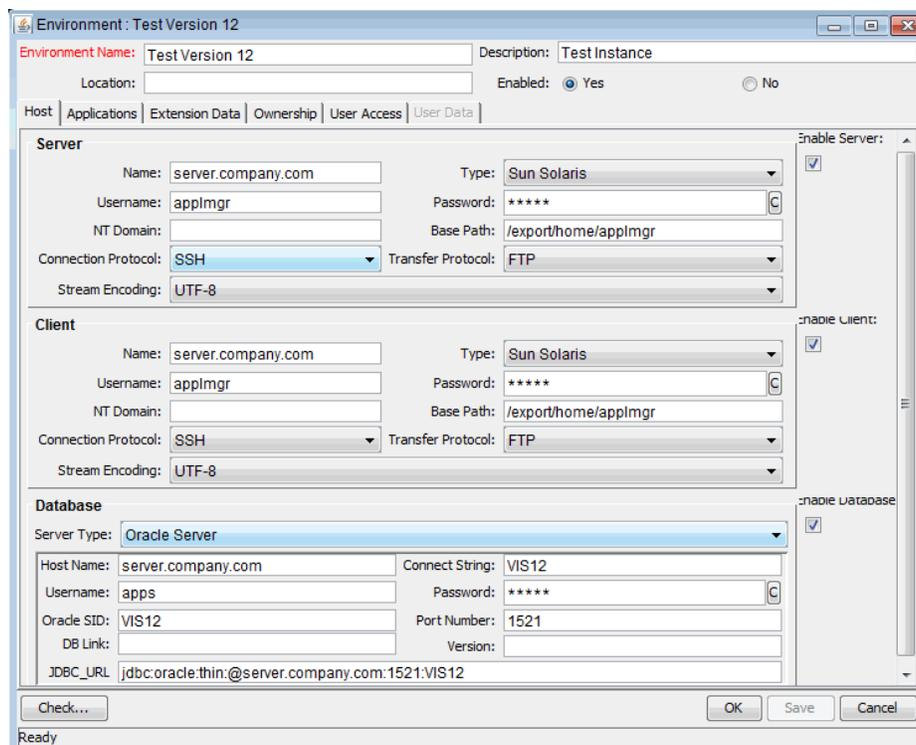 Environment : Test Version 12
Environment Name: Test Version 12 Description: Test Instance
Location: Enabled: Yes No
Host Applications Extension Data Ownership User Access User Data
Server Enable Server:
Name: server.company.com Type: Sun Solaris
Username: applmgr Password: ***** C
NT Domain: Base Path: /export/home/applmgr
Connection Protocol: SSH Transfer Protocol: FTP
Stream Encoding: UTF-8
Client Enable Client:
Name: server.company.com Type: Sun Solaris
Username: applmgr Password: ***** C
NT Domain: Base Path: /export/home/applmgr
Connection Protocol: SSH Transfer Protocol: FTP
Stream Encoding: UTF-8
Database Enable Database
Server Type: Oracle Server
Host Name: server.company.com Connect String: VIS12
Username: apps Password: ***** C
Oracle SID: VIS12 Port Number: 1521
DB Link: Version:
JDBC_URL jdbc:oracle:thin:@server.company.com:1521:VIS12
Check... OK Save Cancel
Ready